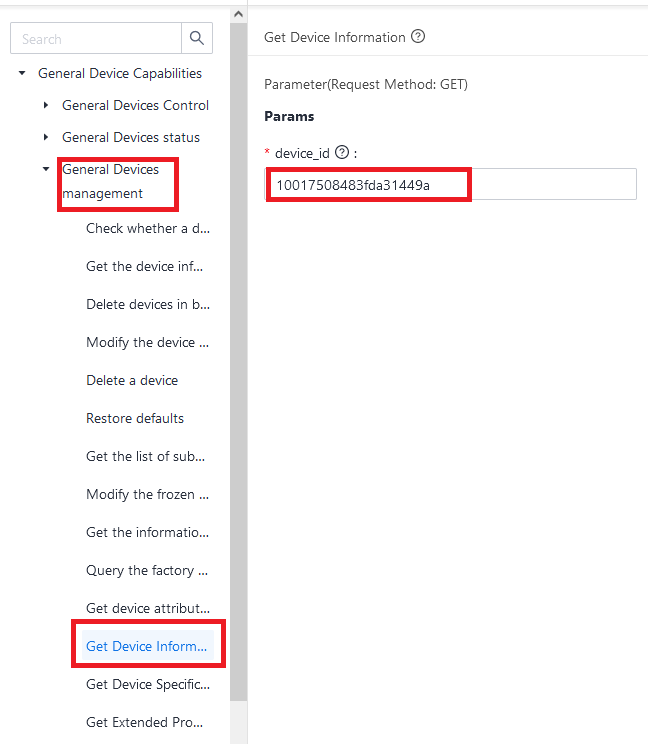 Search
General Device Capabilities
General Devices Control
General Devices status
General Devices
management
Check whether a d...
Get the device inf...
Delete devices in b...
Modify the device ...
Delete a device
Restore defaults
Get the list of sub...
Modify the frozen ...
Get the informatio...
Query the factory ...
Get device attribut...
Get Device Inform...
Get Device Specific...
Get Extended Pro...
Get Device Information ?
Parameter(Request Method: GET)
Params
* device_id ? :
10017508483fda31449a